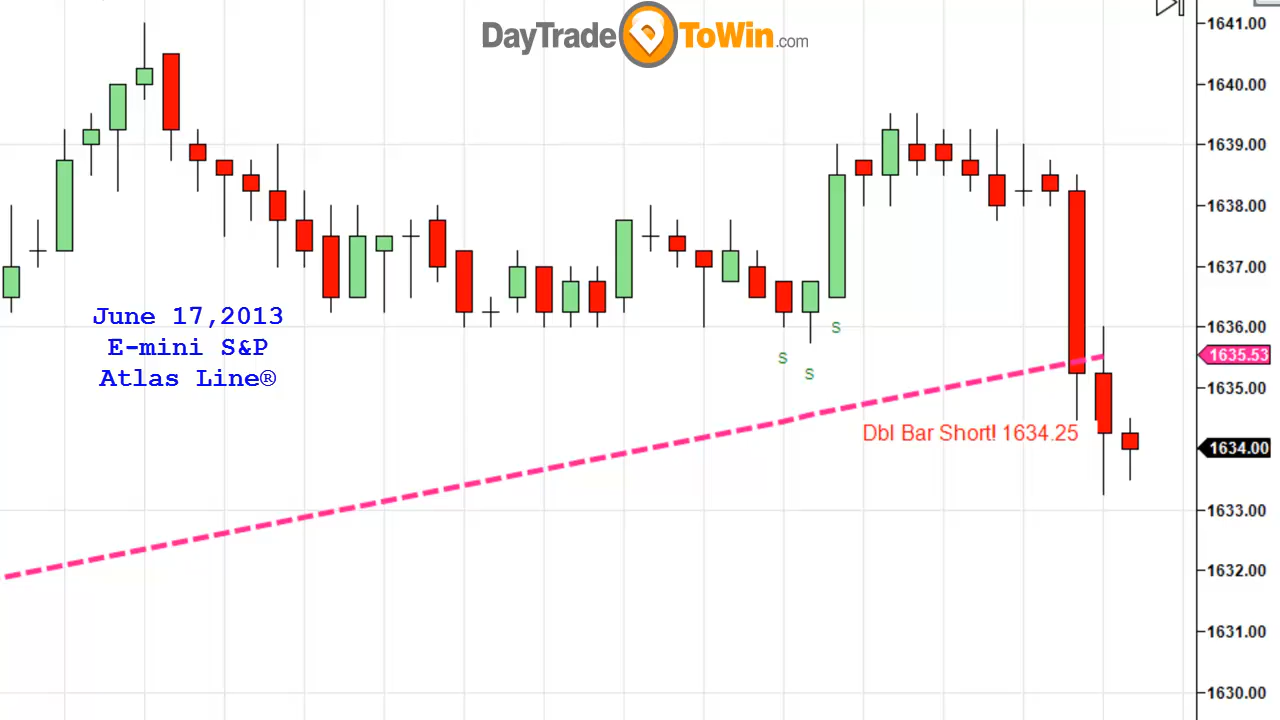 DayTradeToWin.com
1641.00
1640.00
1639.00
1638.00
1637.00
1636.00
1635.53
1635.00
1634.00
1633.00
1632.00
1631.00
1630.00
June 17,2013
E-mini S&P
Atlas Line®
S
S
S
Dbl Bar Short! 1634.25